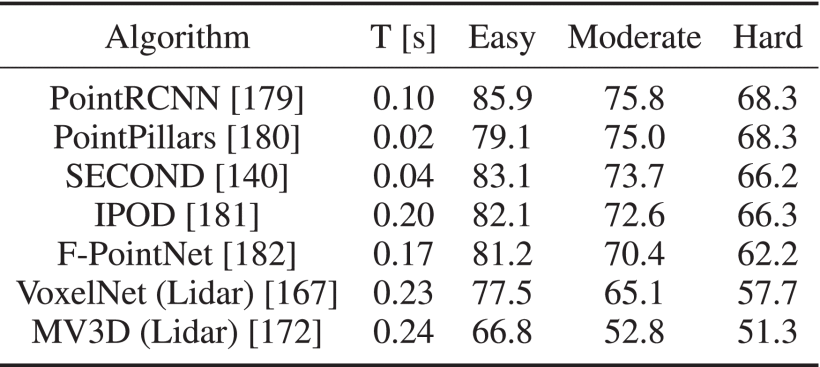 Algorithm T [s] Easy Moderate Hard
PointRCNN [179] 0.10 85.9 75.8 68.3
PointPillars [180] 0.02 79.1 75.0 68.3
SECOND [140] 0.04 83.1 73.7 66.2
IPOD [181] 0.20 82.1 72.6 66.3
F-PointNet [182] 0.17 81.2 70.4 62.2
VoxelNet (Lidar) [167] 0.23 77.5 65.1 57.7
MV3D (Lidar) [172] 0.24 66.8 52.8 51.3